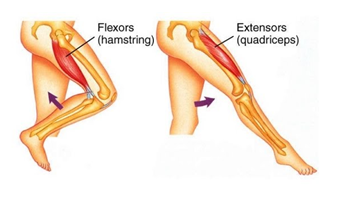 Flexors
(hamstring)
Extensors
(quadriceps)